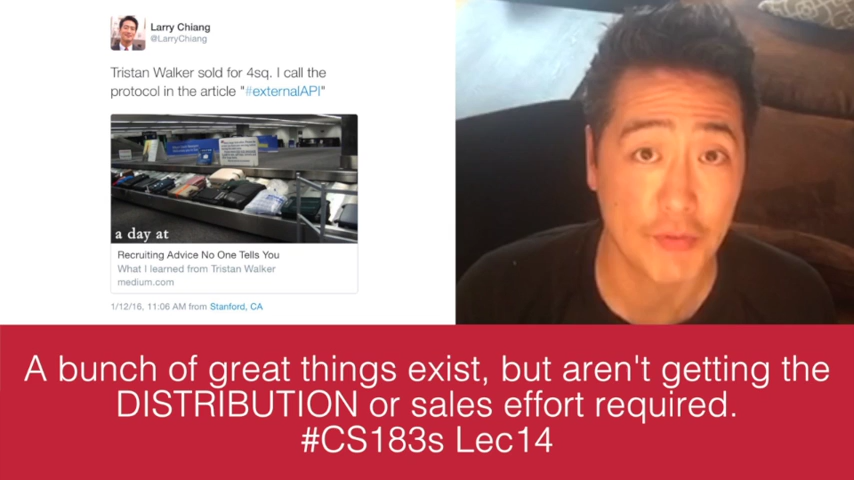 Larry Chiang
@LarryChiang
Tristan Walker sold for 4sq. I call the
protocol in the article "#externalAPI"
a day at
Recruiting Advice No One Tells You
What I learned from Tristan Walker
medium.com
1/12/16, 11:06 AM from Stanford, CA
A bunch of great things exist, but aren't getting the
DISTRIBUTION or sales effort required.
#CS183s Lec14